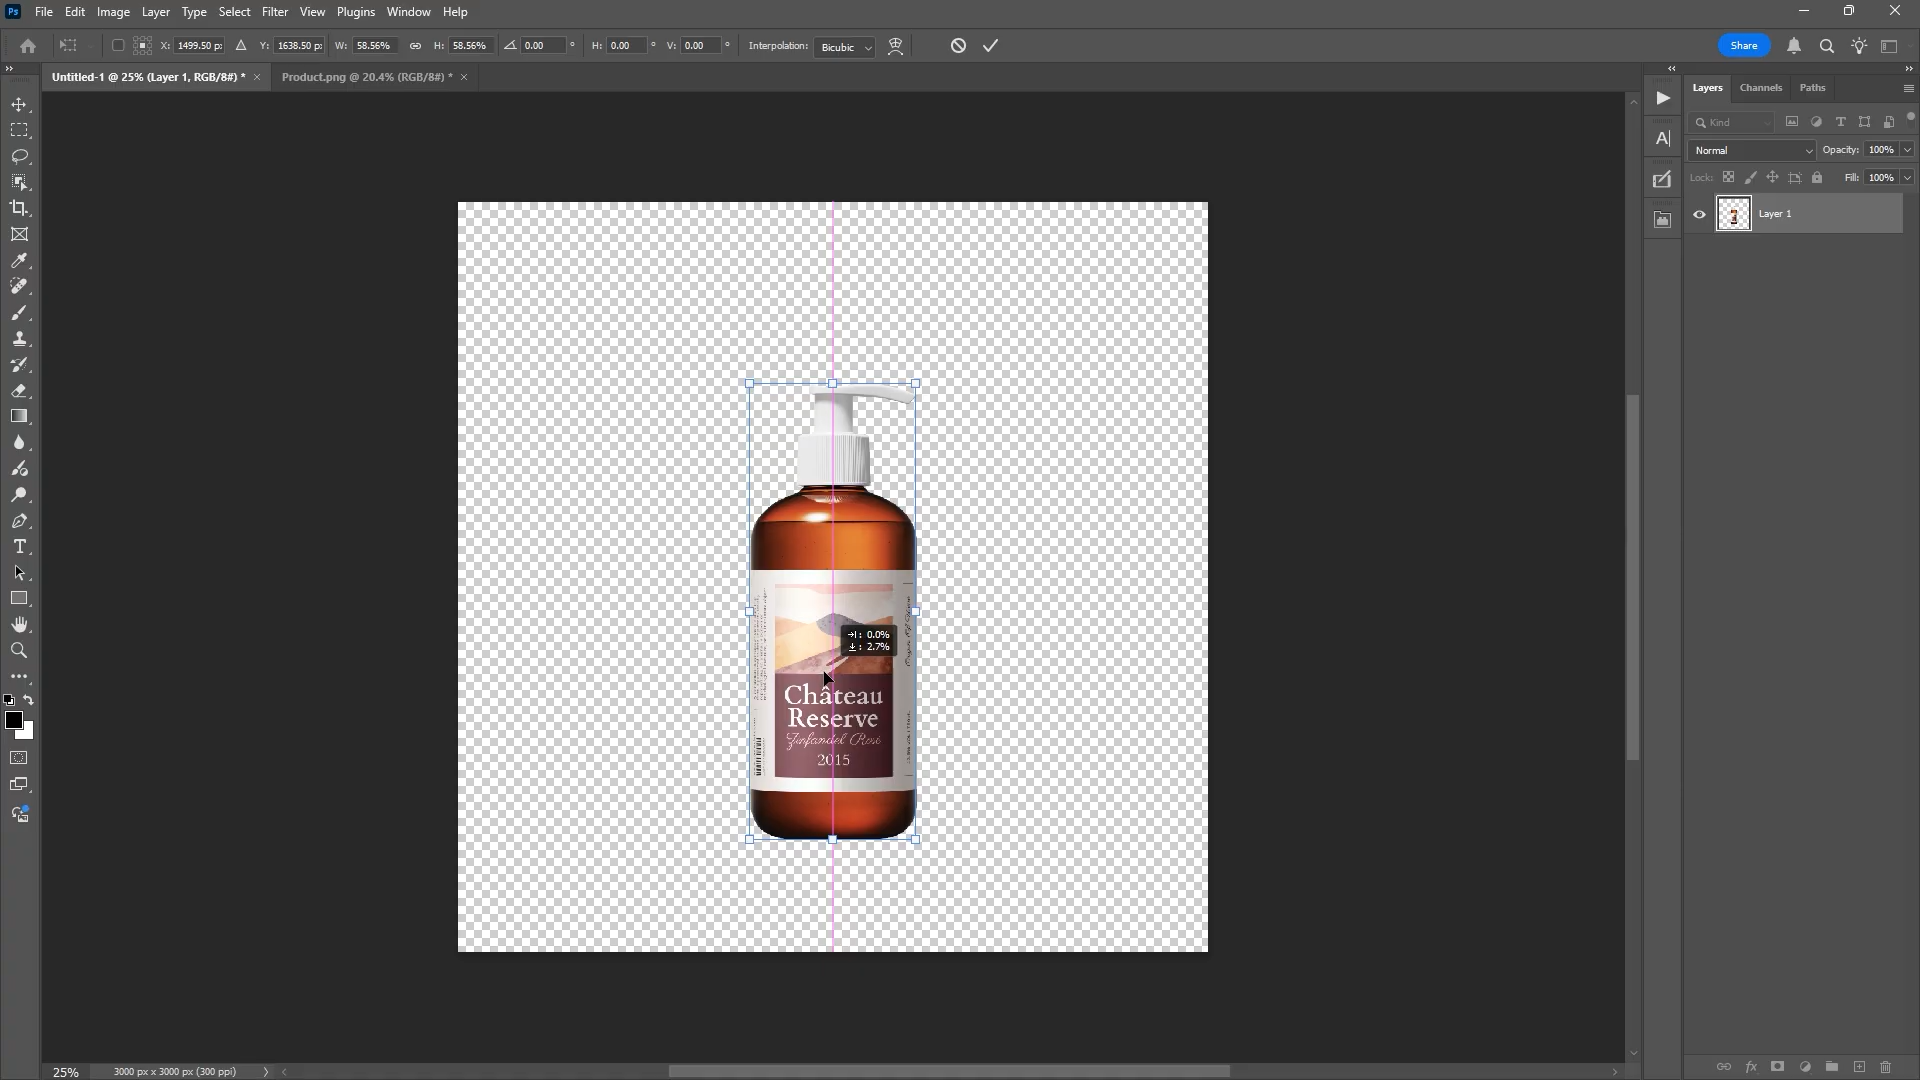 Ps File Edit Image Layer Type Select Filter View Plugins Window Help
X: 1499.50 px Y: 1638.50 px W: 58.56% H: 58.56% 0.00 ° H: 0.00 ° V: 0.00 ° Interpolation: Bicubic Share
Untitled-1 @ 25% (Layer 1, RGB/8#) * × Product.png @ 20.4% (RGB/8#) * ×
Layers Channels Paths
Kind
Normal Opacity: 100%
Lock: Fill: 100%
Layer 1
: 0.0%
: 2.7%
Château
Reserve
Zinfandel Rosé
2015
25% 3000 px x 3000 px (300 ppi)